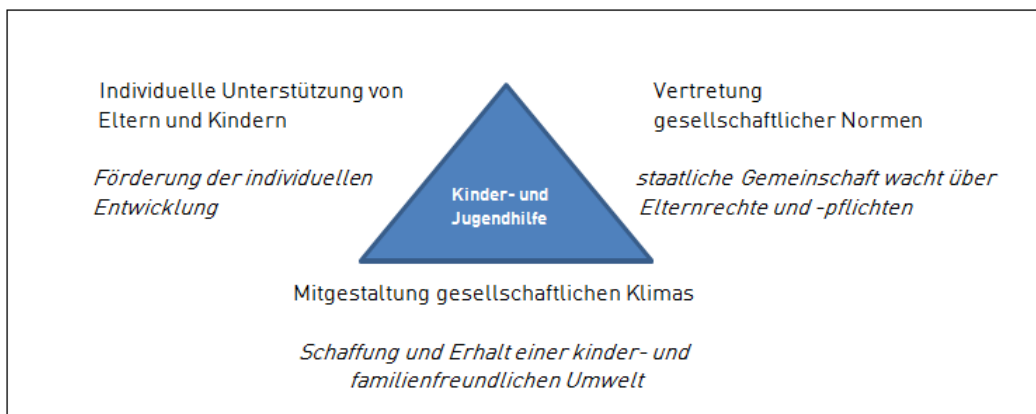 Individuelle Unterstützung von
Eltern und Kindern
Förderung der individuellen
Entwicklung
Kinder- und
Jugendhilfe
Vertretung
gesellschaftlicher Normen
staatliche Gemeinschaft wacht über
Elternrechte und -pflichten
Mitgestaltung gesellschaftlichen Klimas
Schaffung und Erhalt einer kinder- und
familienfreundlichen Umwelt